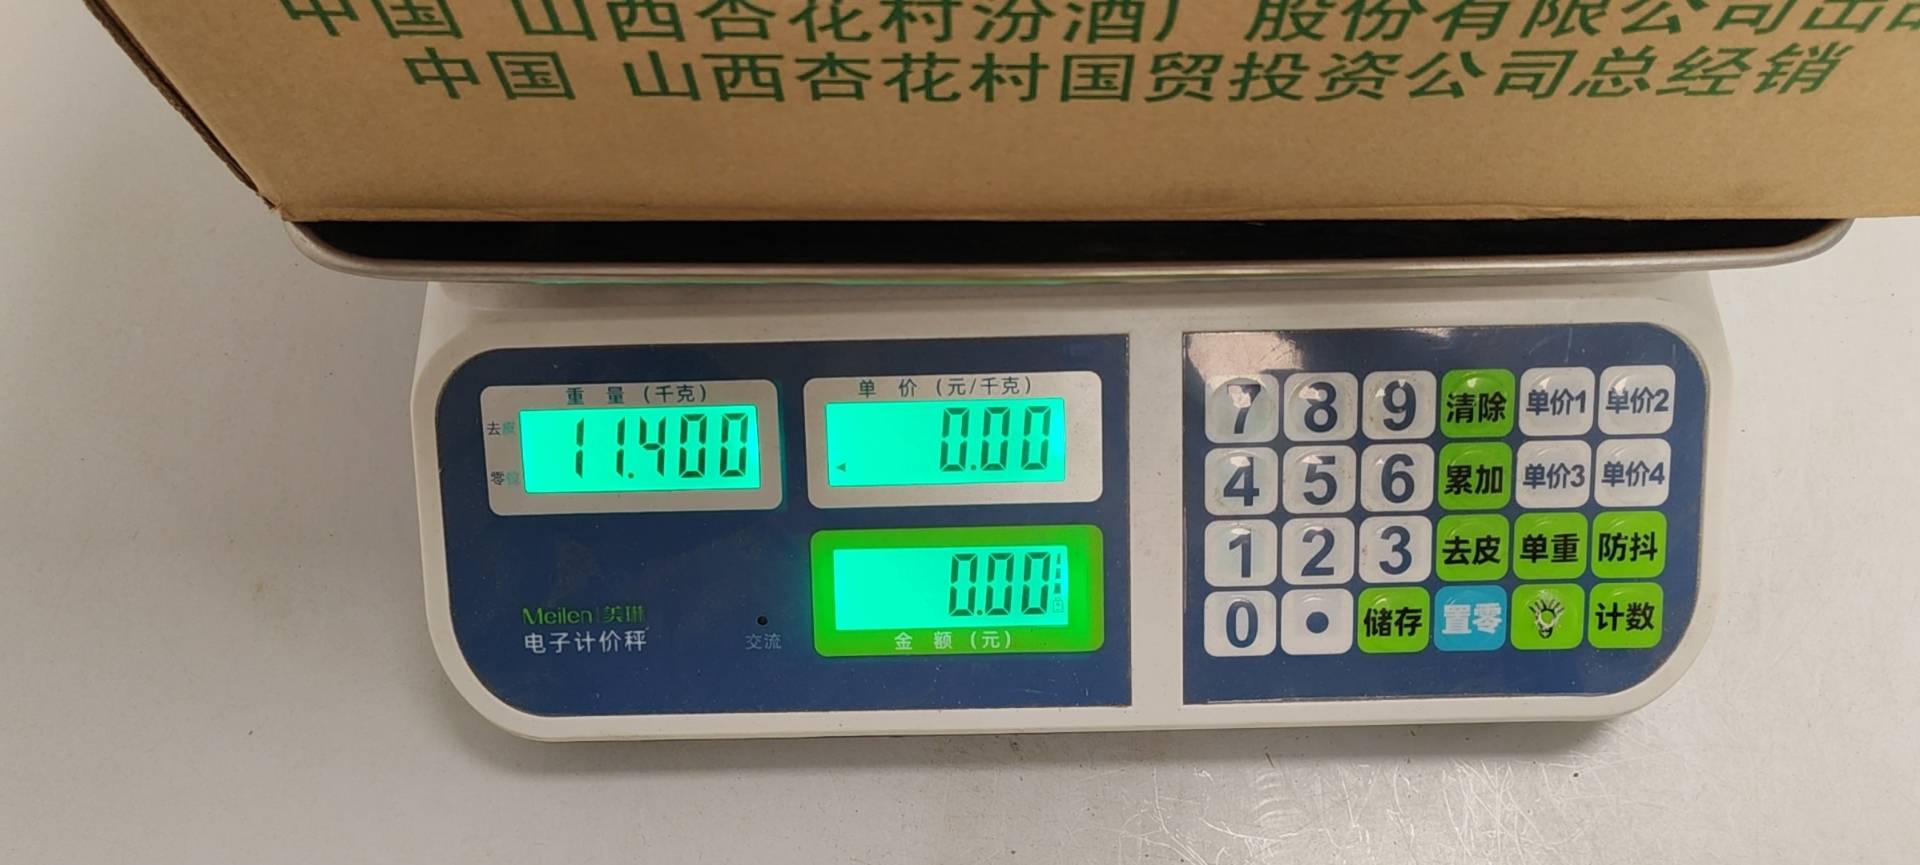 中国 山西杏花村汾酒厂股份有限公司出品
中国 山西杏花村国贸投资公司总经销
重量(千克)
去皮
零位
11.400
单价(元/千克)
0.00
0.00
金额(元)
Meilen|美琳
电子计价秤
交流
7 8 9 清除 单价1 单价2
4 5 6 累加 单价3 单价4
1 2 3 去皮 单重 防抖
0 • 储存 置零 计数